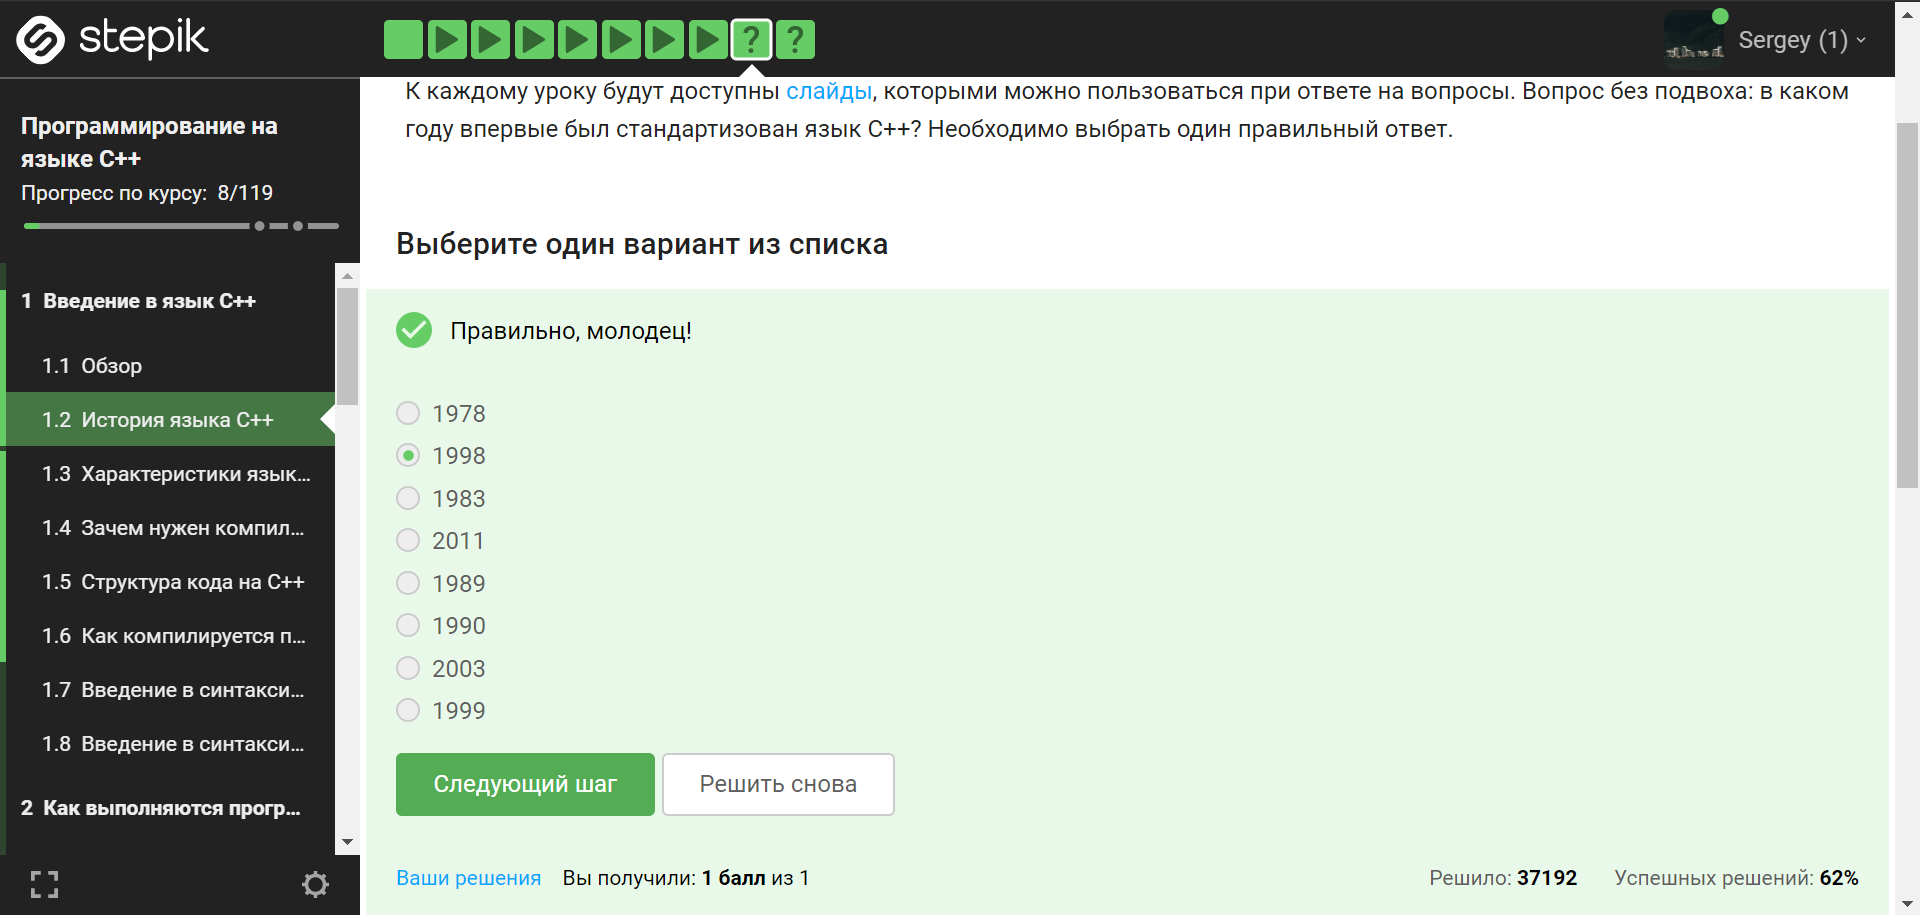 stepik
? ?
Sergey (1)
Программирование на
языке C++
Прогресс по курсу: 8/119
1 Введение в язык C++
1.1 Обзор
1.2 История языка C++
1.3 Характеристики язык...
1.4 Зачем нужен компил...
1.5 Структура кода на C++
1.6 Как компилируется п...
1.7 Введение в синтакси...
1.8 Введение в синтакси...
2 Как выполняются прогр...
К каждому уроку будут доступны слайды, которыми можно пользоваться при ответе на вопросы. Вопрос без подвоха: в каком
году впервые был стандартизован язык C++? Необходимо выбрать один правильный ответ.
Выберите один вариант из списка
Правильно, молодец!
1978
1998
1983
2011
1989
1990
2003
1999
Следующий шаг Решить снова
Ваши решения Вы получили: 1 балл из 1 Решило: 37192 Успешных решений: 62%